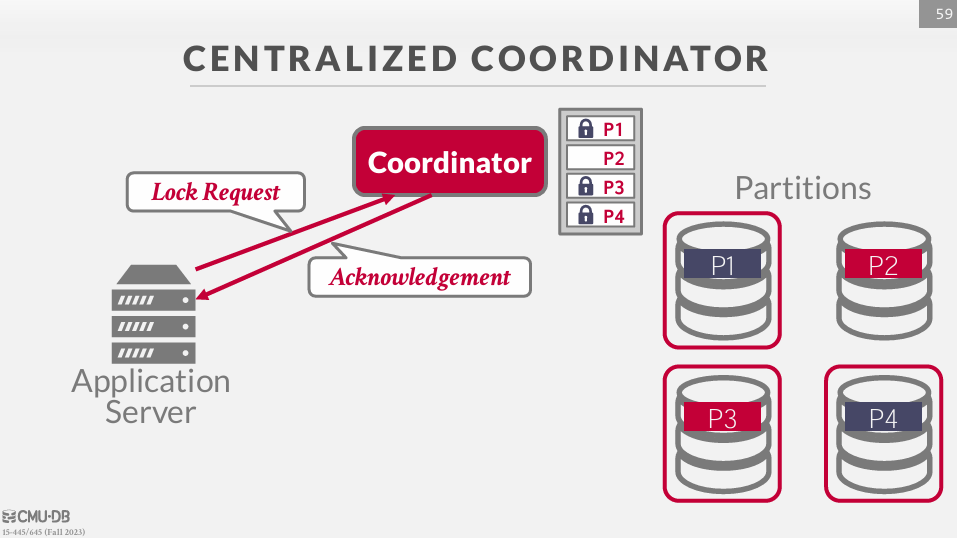 59
CENTRALIZED COORDINATOR
Coordinator
P1
P2
P3
P4
Lock Request
Acknowledgement
Partitions
P1
P2
P3
P4
Application
Server
CMU·DB
15-445/645 (Fall 2023)